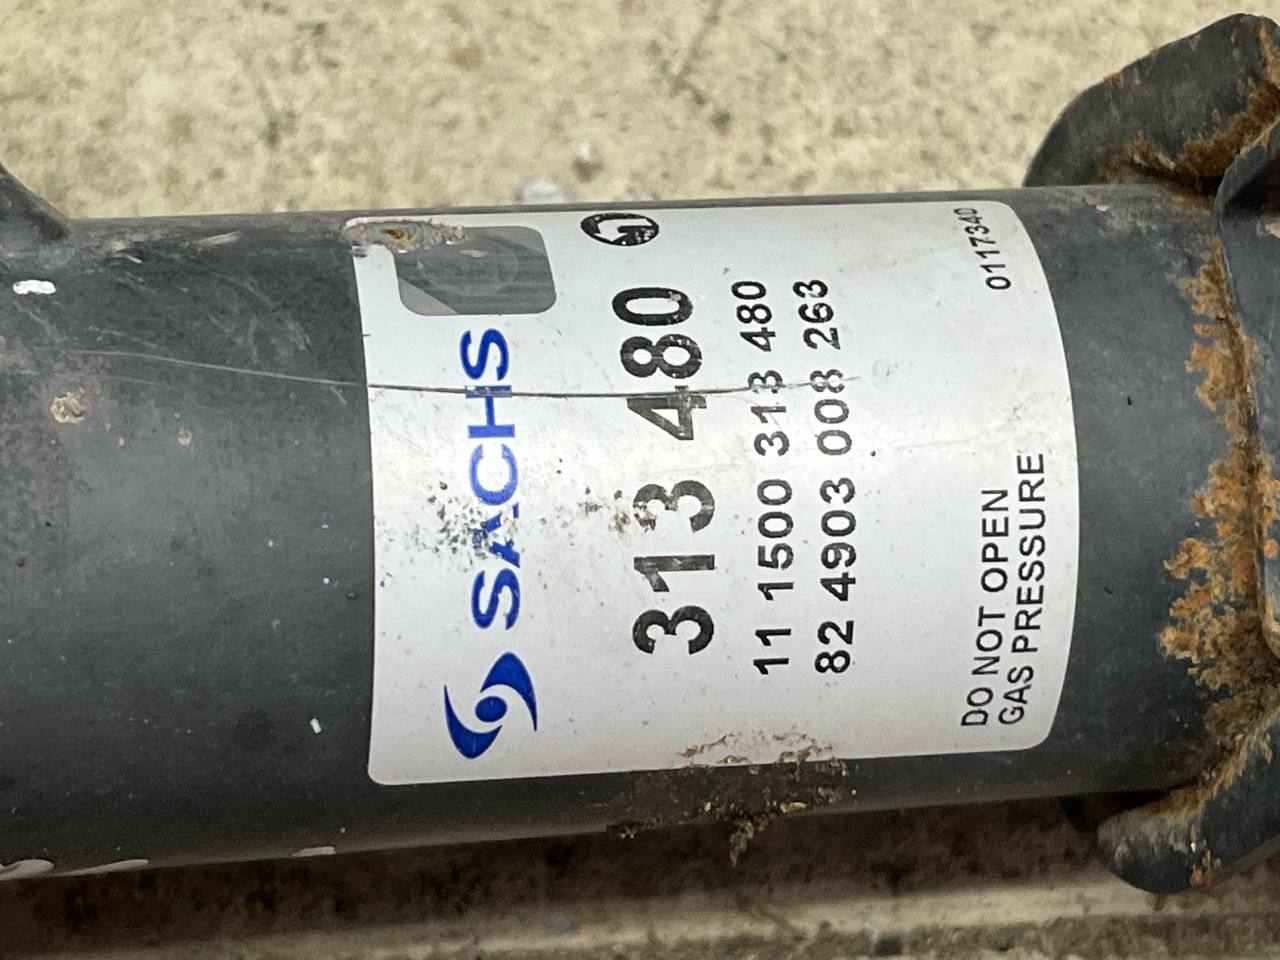 SACHS
313 480
11 1500 313 480
82 4903 008 263
DO NOT OPEN
GAS PRESSURE
0117340